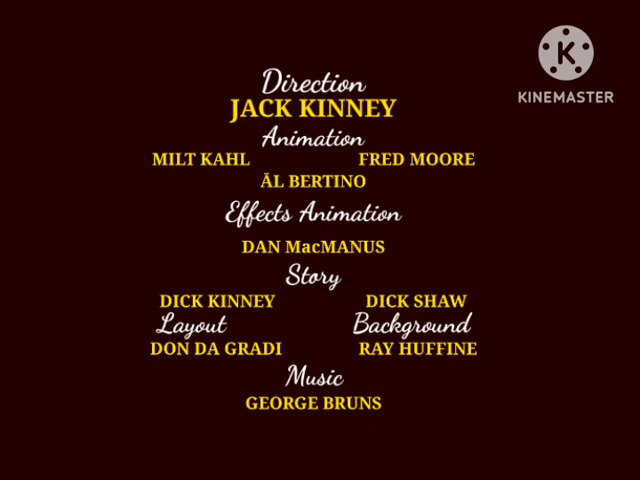 Direction
JACK KINNEY
Animation
MILT KAHL FRED MOORE
ĀL BERTINO
Effects Animation
DAN MacMANUS
Story
DICK KINNEY DICK SHAW
Layout Background
DON DA GRADI RAY HUFFINE
Music
GEORGE BRUNS
K
KINEMASTER